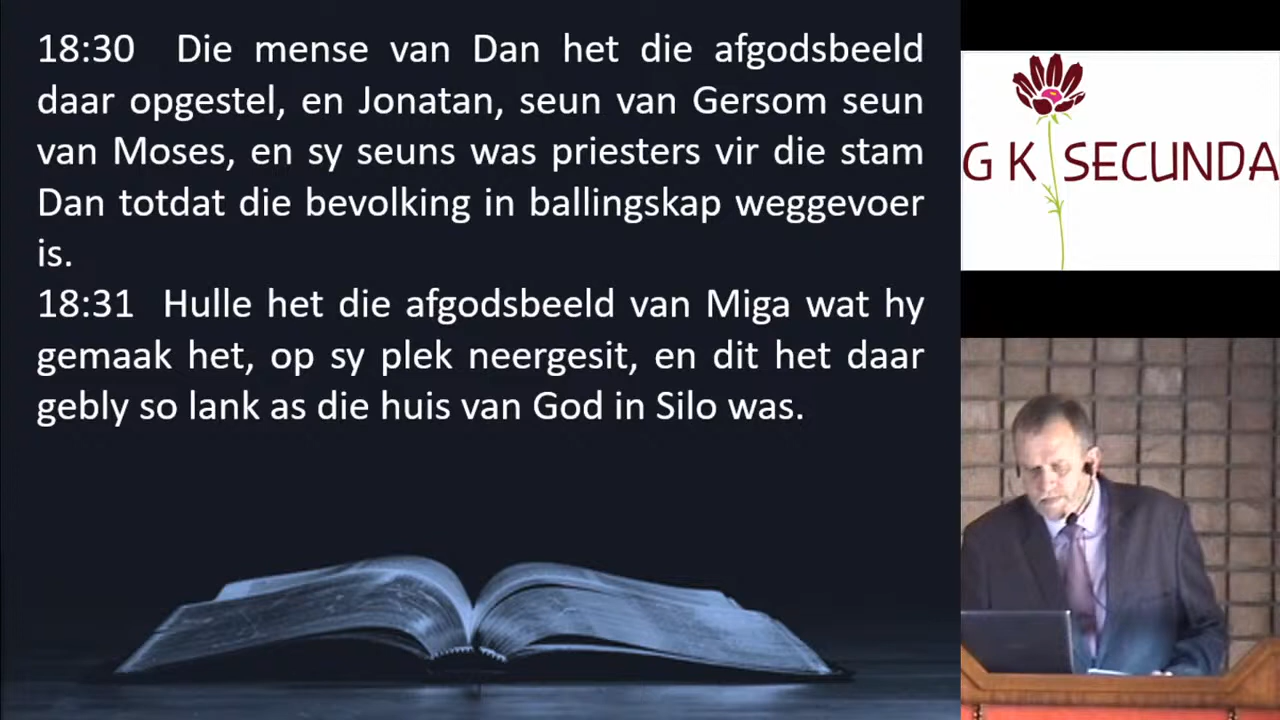 18:30 Die mense van Dan het die afgodsbeeld
daar opgestel, en Jonatan, seun van Gersom seun
van Moses, en sy seuns was priesters vir die stam
Dan totdat die bevolking in ballingskap weggevoer
is.
18:31 Hulle het die afgodsbeeld van Miga wat hy
gemaak het, op sy plek neergesit, en dit het daar
gebly so lank as die huis van God in Silo was.
G K SECUNDA